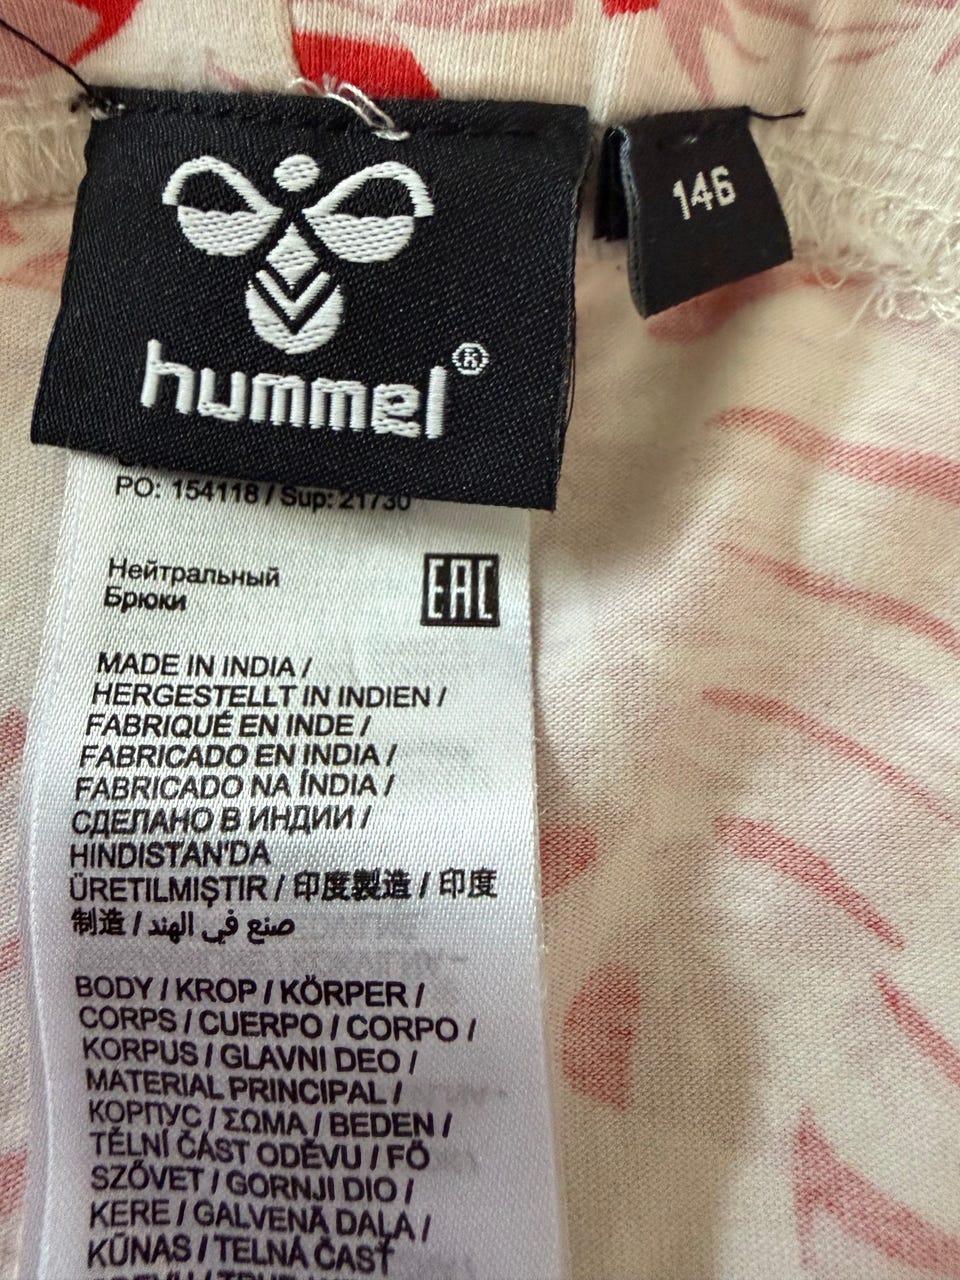 hummel®
146
PO: 154118 / Sup: 21730
Нейтральный
Брюки
EAC
MADE IN INDIA /
HERGESTELLT IN INDIEN /
FABRIQUÉ EN INDE /
FABRICADO EN INDIA /
FABRICADO NA ÍNDIA /
СДЕЛАНО В ИНДИИ /
HINDISTAN'DA
ÜRETILMIŞTIR / 印度製造 / 印度
制造 / صنع في الهند
BODY / KROP / KÖRPER /
CORPS / CUERPO / CORPO /
KORPUS / GLAVNI DEO /
MATERIAL PRINCIPAL /
КОРПУС / ΣΩΜΑ / BEDEN /
TĚLNÍ ČÁST ODĚVU / FŐ
SZÖVET / GORNJI DIO /
KERE / GALVENĀ DAĻA /
KŪNAS / TELNÁ ČASŤ